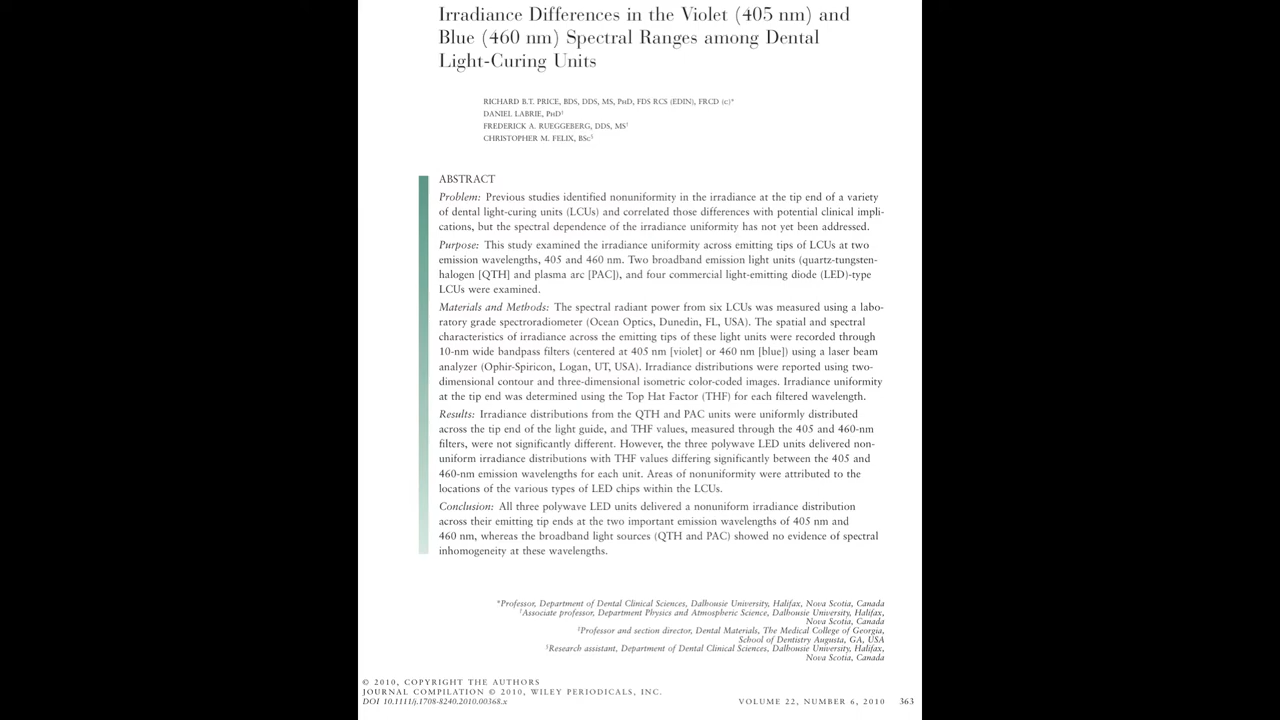 Irradiance Differences in the Violet (405 nm) and
Blue (460 nm) Spectral Ranges among Dental
Light-Curing Units
RICHARD B.T. PRICE, BDS, DDS, MS, PhD, FDS RCS (EDIN), FRCD (c)*
DANIEL LABRIE, PhD†
FREDERICK A. RUEGGEBERG, DDS, MS‡
CHRISTOPHER M. FELIX, BSc§
ABSTRACT
Problem: Previous studies identified nonuniformity in the irradiance at the tip end of a variety
of dental light-curing units (LCUs) and correlated those differences with potential clinical impli-
cations, but the spectral dependence of the irradiance uniformity has not yet been addressed.
Purpose: This study examined the irradiance uniformity across emitting tips of LCUs at two
emission wavelengths, 405 and 460 nm. Two broadband emission light units (quartz-tungsten-
halogen [QTH] and plasma arc [PAC]), and four commercial light-emitting diode (LED)-type
LCUs were examined.
Materials and Methods: The spectral radiant power from six LCUs was measured using a labo-
ratory grade spectroradiometer (Ocean Optics, Dunedin, FL, USA). The spatial and spectral
characteristics of irradiance across the emitting tips of these light units were recorded through
10-nm wide bandpass filters (centered at 405 nm [violet] or 460 nm [blue]) using a laser beam
analyzer (Ophir-Spiricon, Logan, UT, USA). Irradiance distributions were reported using two-
dimensional contour and three-dimensional isometric color-coded images. Irradiance uniformity
at the tip end was determined using the Top Hat Factor (THF) for each filtered wavelength.
Results: Irradiance distributions from the QTH and PAC units were uniformly distributed
across the tip end of the light guide, and THF values, measured through the 405 and 460-nm
filters, were not significantly different. However, the three polywave LED units delivered non-
uniform irradiance distributions with THF values differing significantly between the 405 and
460-nm emission wavelengths for each unit. Areas of nonuniformity were attributed to the
locations of the various types of LED chips within the LCUs.
Conclusion: All three polywave LED units delivered a nonuniform irradiance distribution
across their emitting tip ends at the two important emission wavelengths of 405 nm and
460 nm, whereas the broadband light sources (QTH and PAC) showed no evidence of spectral
inhomogeneity at these wavelengths.
*Professor, Department of Dental Clinical Sciences, Dalhousie University, Halifax, Nova Scotia, Canada
†Associate professor, Department Physics and Atmospheric Science, Dalhousie University, Halifax,
Nova Scotia, Canada
‡Professor and section director, Dental Materials, The Medical College of Georgia,
School of Dentistry Augusta, GA, USA
§Research assistant, Department of Dental Clinical Sciences, Dalhousie University, Halifax,
Nova Scotia, Canada
© 2010, COPYRIGHT THE AUTHORS
JOURNAL COMPILATION © 2010, WILEY PERIODICALS, INC.
DOI 10.1111/j.1708-8240.2010.00368.x
VOLUME 22, NUMBER 6, 2010 363